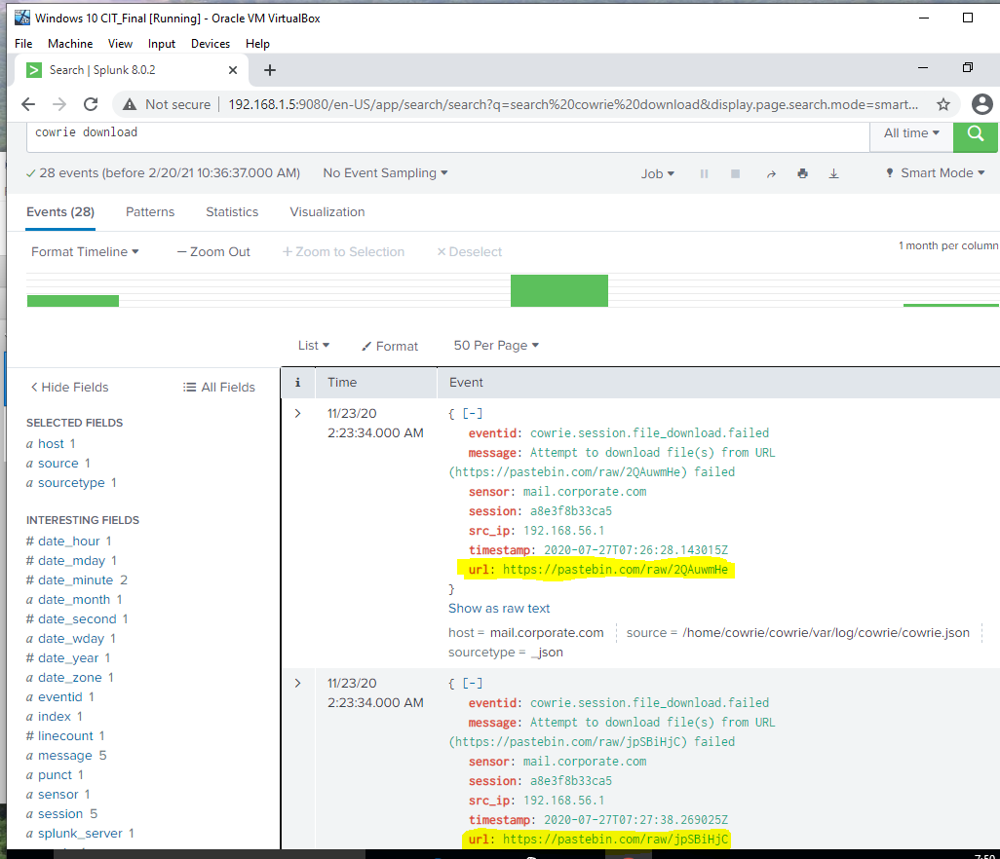 Windows 10 CIT_Final [Running] - Oracle VM VirtualBox
File Machine View Input Devices Help
Search | Splunk 8.0.2
Not secure 192.168.1.5:9080/en-US/app/search/search?q=search%20cowrie%20download&display.page.search.mode=smart...
cowrie download
All time
28 events (before 2/20/21 10:36:37.000 AM) No Event Sampling Job Smart Mode
Events (28) Patterns Statistics Visualization
Format Timeline — Zoom Out + Zoom to Selection × Deselect
1 month per column
List Format 50 Per Page
< Hide Fields All Fields
i Time Event
SELECTED FIELDS
a host 1
a source 1
a sourcetype 1
INTERESTING FIELDS
# date_hour 1
# date_mday 1
# date_minute 2
a date_month 1
# date_second 1
a date_wday 1
# date_year 1
a date_zone 1
a eventid 1
a index 1
# linecount 1
a message 5
a punct 1
a sensor 1
a session 5
a splunk_server 1
> 11/23/20
2:23:34.000 AM
{ [-]
eventid: cowrie.session.file_download.failed
message: Attempt to download file(s) from URL
(https://pastebin.com/raw/2QAuwmHe) failed
sensor: mail.corporate.com
session: a8e3f8b33ca5
src_ip: 192.168.56.1
timestamp: 2020-07-27T07:26:28.143015Z
url: https://pastebin.com/raw/2QAuwmHe
}
Show as raw text
host = mail.corporate.com source = /home/cowrie/cowrie/var/log/cowrie/cowrie.json
sourcetype = _json
> 11/23/20
2:23:34.000 AM
{ [-]
eventid: cowrie.session.file_download.failed
message: Attempt to download file(s) from URL
(https://pastebin.com/raw/jpSBiHjC) failed
sensor: mail.corporate.com
session: a8e3f8b33ca5
src_ip: 192.168.56.1
timestamp: 2020-07-27T07:27:38.269025Z
url: https://pastebin.com/raw/jpSBiHjC